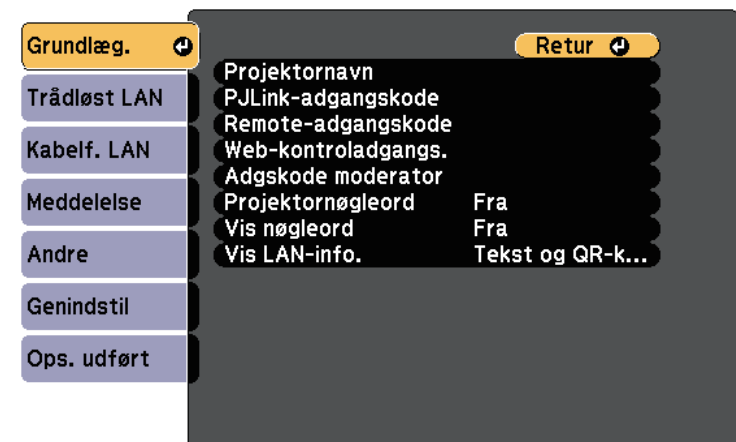 Grundlæg.
Trådløst LAN
Kabelf. LAN
Meddelelse
Andre
Genindstil
Ops. udført
Retur
Projektornavn
PJLink-adgangskode
Remote-adgangskode
Web-kontroladgangs.
Adgskode moderator
Projektornøgleord Fra
Vis nøgleord Fra
Vis LAN-info. Tekst og QR-k...